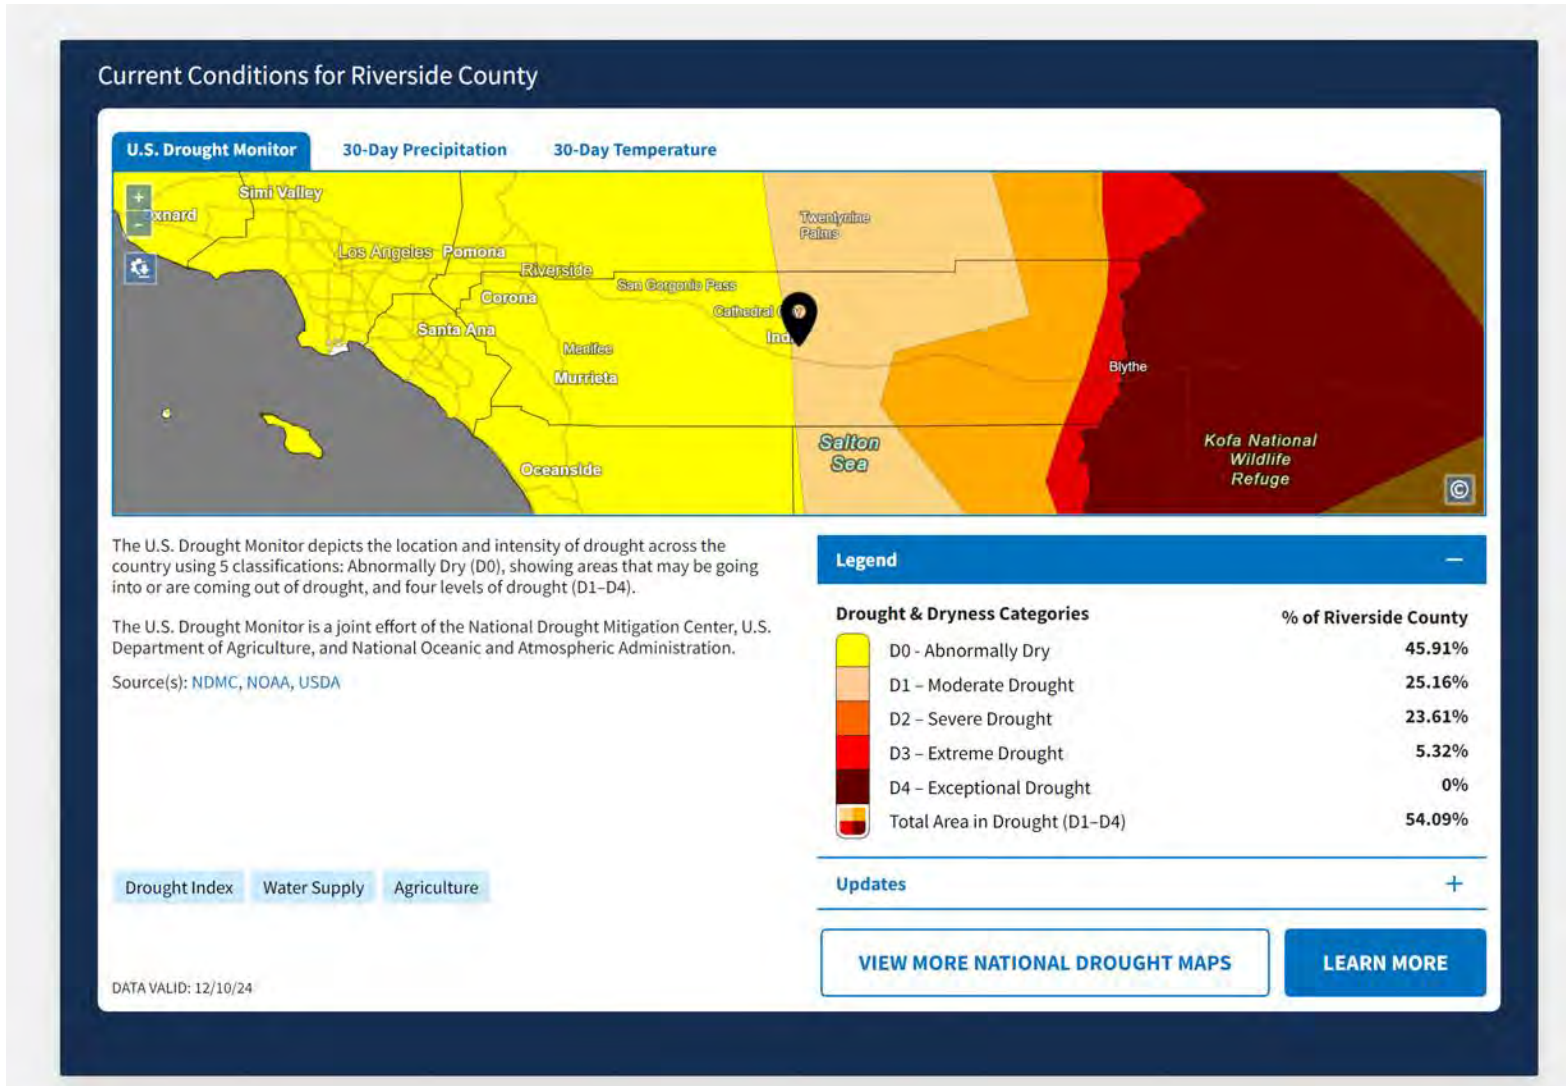 Current Conditions for Riverside County
U.S. Drought Monitor
30-Day Precipitation
30-Day Temperature
+
−
Simi Valley
xnard
Los Angeles
Pomona
Twentynine
Palms
Riverside
San Gorgonio Pass
Corona
Cathedral
Santa Ana
Ind
Menifee
Murrieta
Blythe
Salton
Sea
Kofa National
Wildlife
Refuge
Oceanside
©
The U.S. Drought Monitor depicts the location and intensity of drought across the
country using 5 classifications: Abnormally Dry (D0), showing areas that may be going
into or are coming out of drought, and four levels of drought (D1–D4).
The U.S. Drought Monitor is a joint effort of the National Drought Mitigation Center, U.S.
Department of Agriculture, and National Oceanic and Atmospheric Administration.
Source(s): NDMC, NOAA, USDA
Drought Index
Water Supply
Agriculture
DATA VALID: 12/10/24
Legend −
Drought & Dryness Categories % of Riverside County
D0 - Abnormally Dry 45.91%
D1 – Moderate Drought 25.16%
D2 – Severe Drought 23.61%
D3 – Extreme Drought 5.32%
D4 – Exceptional Drought 0%
Total Area in Drought (D1–D4) 54.09%
Updates +
VIEW MORE NATIONAL DROUGHT MAPS
LEARN MORE